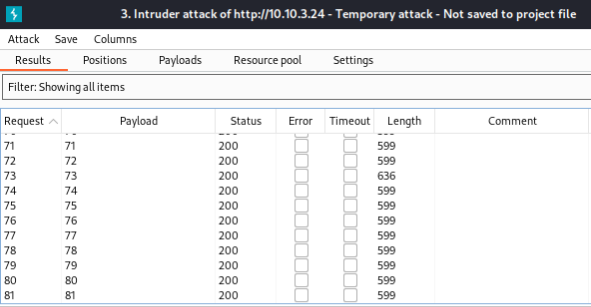 3. Intruder attack of http://10.10.3.24 - Temporary attack - Not saved to project file
Attack Save Columns
Results Positions Payloads Resource pool Settings
Filter: Showing all items
Request Payload Status Error Timeout Length Comment
71 71 200 599
72 72 200 599
73 73 200 636
74 74 200 599
75 75 200 599
76 76 200 599
77 77 200 599
78 78 200 599
79 79 200 599
80 80 200 599
81 81 200 599